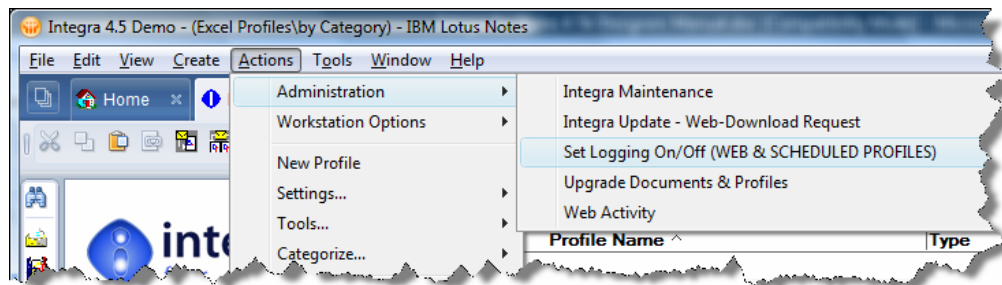 Integra 4.5 Demo - (Excel Profiles\by Category) - IBM Lotus Notes
File Edit View Create Actions Tools Window Help
Home
Administration
Integra Maintenance
Workstation Options
Integra Update - Web-Download Request
Set Logging On/Off (WEB & SCHEDULED PROFILES)
New Profile
Upgrade Documents & Profiles
Settings...
Web Activity
Tools...
inte
Profile Name Type
Categorize...